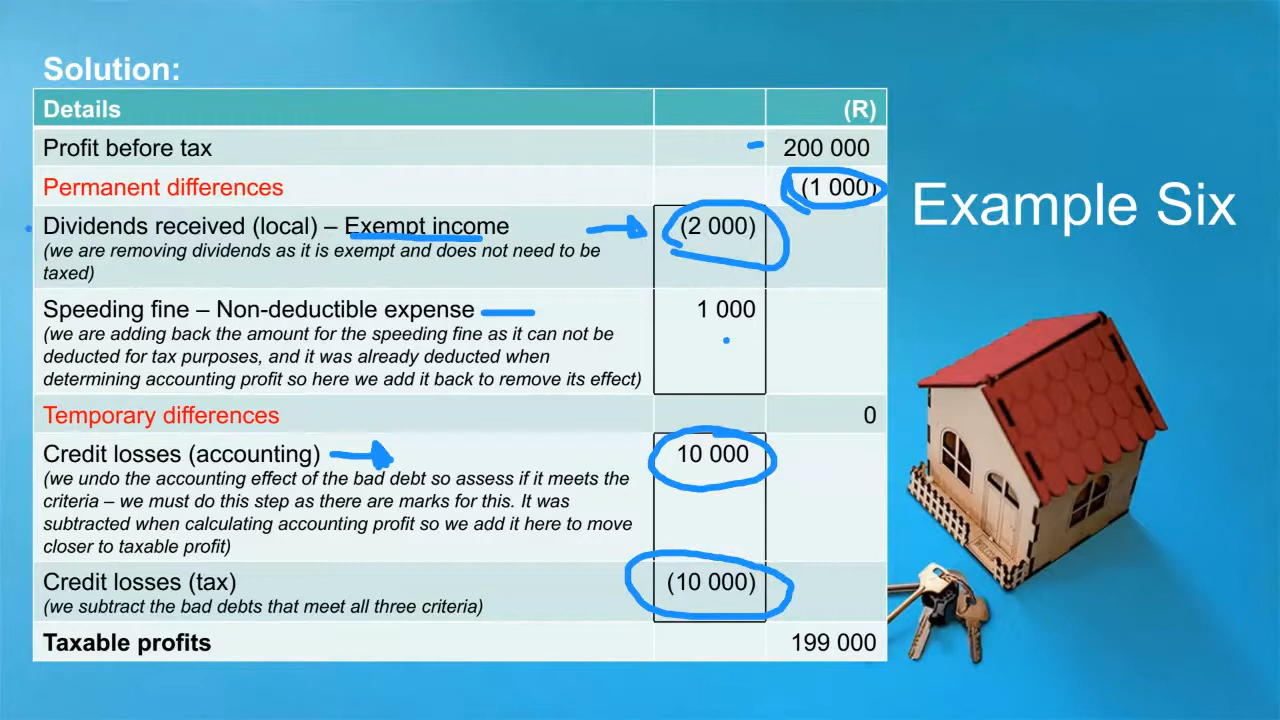 Solution:
Details (R)
Profit before tax 200 000
Permanent differences (1 000)
Dividends received (local) – Exempt income (2 000)
(we are removing dividends as it is exempt and does not need to be
taxed)
Speeding fine – Non-deductible expense 1 000
(we are adding back the amount for the speeding fine as it can not be
deducted for tax purposes, and it was already deducted when
determining accounting profit so here we add it back to remove its effect)
Temporary differences 0
Credit losses (accounting) 10 000
(we undo the accounting effect of the bad debt so assess if it meets the
criteria – we must do this step as there are marks for this. It was
subtracted when calculating accounting profit so we add it here to move
closer to taxable profit)
Credit losses (tax) (10 000)
(we subtract the bad debts that meet all three criteria)
Taxable profits 199 000
Example Six